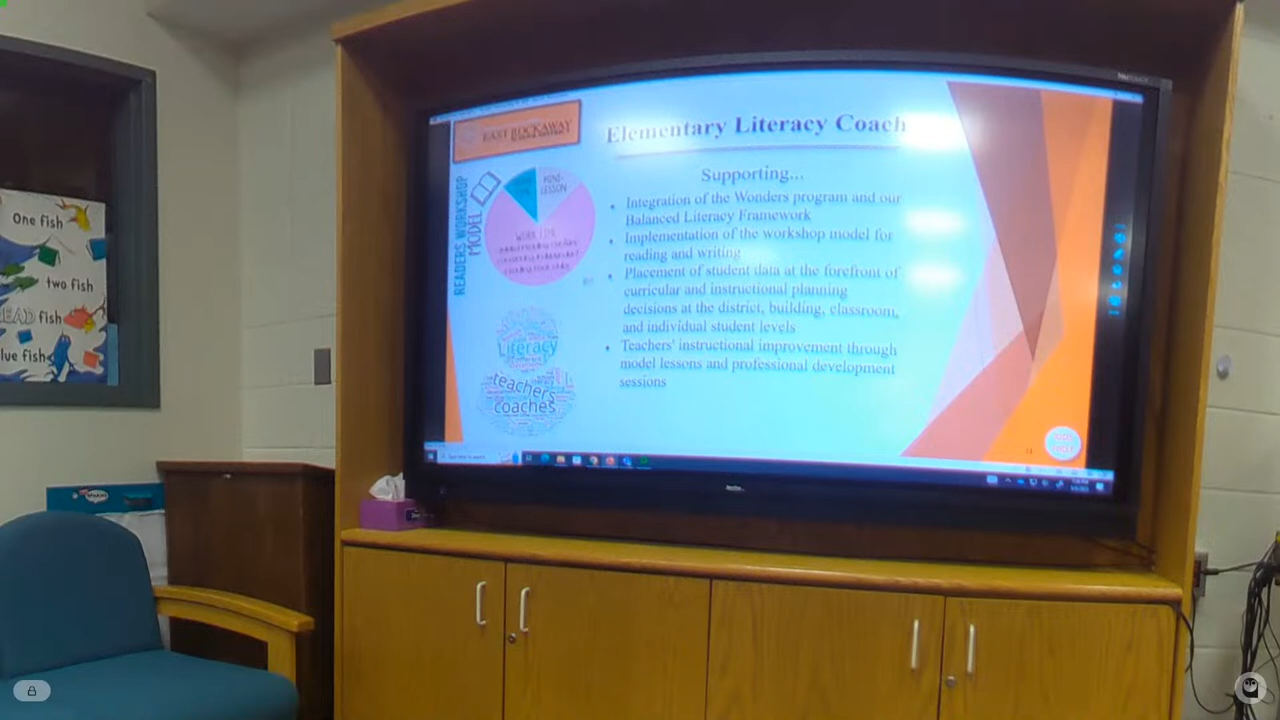 One fish
two fish
READ fish
lue fish
EAST ROCKAWAY
READERS WORKSHOP
MODEL
MINI-
LESSON
WORK TIME
Literacy
teachers
coaches
Elementary Literacy Coach
Supporting...
• Integration of the Wonders program and our
Balanced Literacy Framework
• Implementation of the workshop model for
reading and writing
• Placement of student data at the forefront of
curricular and instructional planning
decisions at the district, building, classroom,
and individual student levels
• Teachers' instructional improvement through
model lessons and professional development
sessions